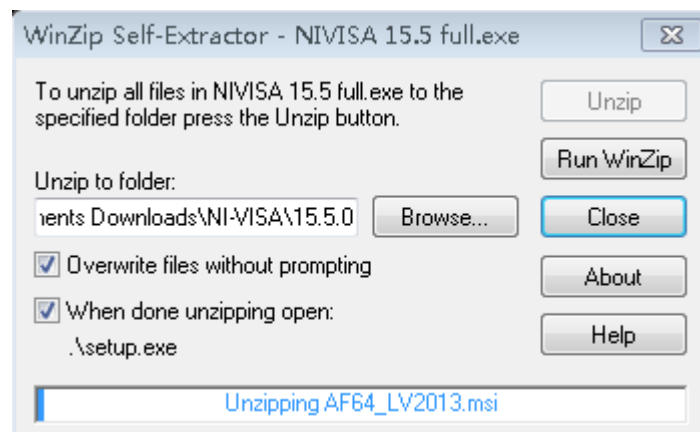 WinZip Self-Extractor - NIVISA 15.5 full.exe
To unzip all files in NIVISA 15.5 full.exe to the
specified folder press the Unzip button.
Unzip
Run WinZip
Unzip to folder:
ents Downloads\NI-VISA\15.5.0
Browse...
Close
Overwrite files without prompting
About
When done unzipping open:
.\setup.exe
Help
Unzipping AF64_LV2013.msi